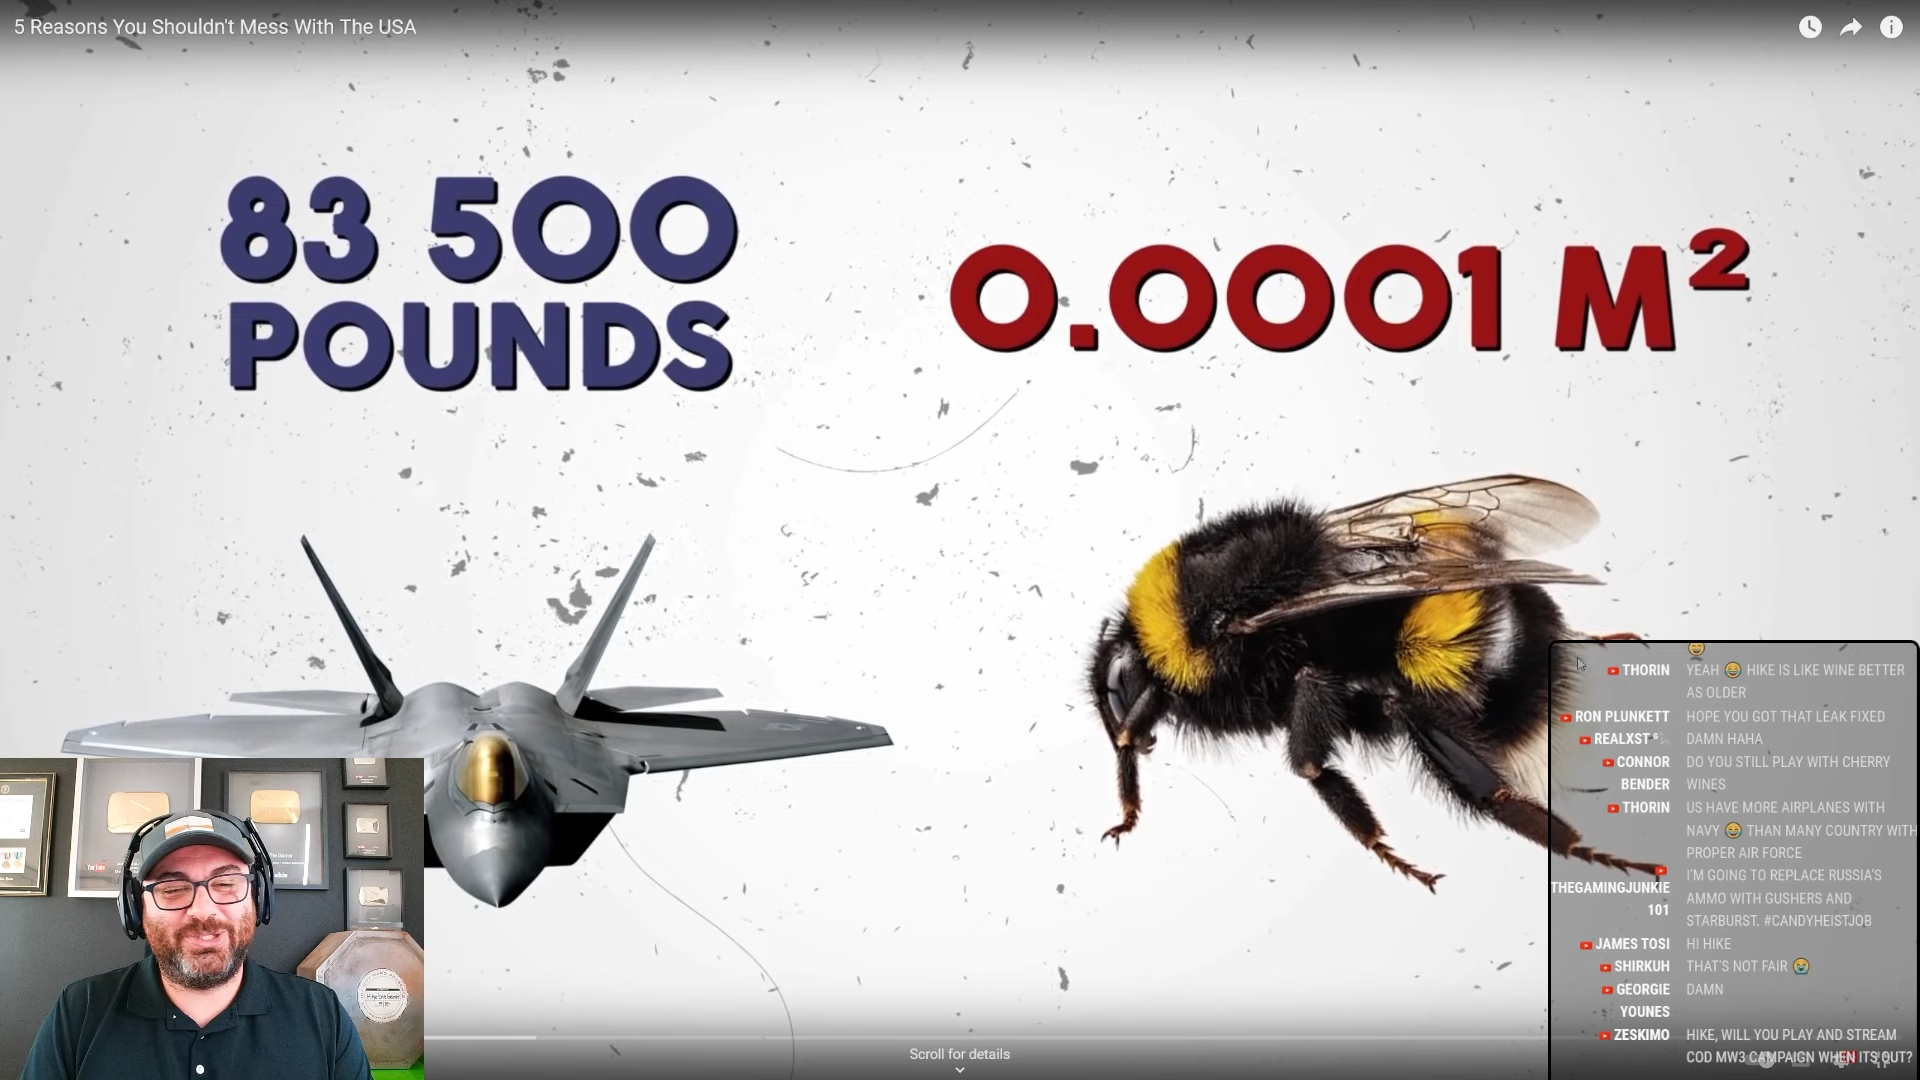 5 Reasons You Shouldn't Mess With The USA
83 500
POUNDS
0.0001 M²
THORIN YEAH 😂 HIKE IS LIKE WINE BETTER
AS OLDER
RON PLUNKETT HOPE YOU GOT THAT LEAK FIXED
REALXST DAMN HAHA
CONNOR DO YOU STILL PLAY WITH CHERRY
BENDER WINES
THORIN US HAVE MORE AIRPLANES WITH
NAVY 😂 THAN MANY COUNTRY WITH
PROPER AIR FORCE
I'M GOING TO REPLACE RUSSIA'S
THEGAMINGJUNKIE AMMO WITH GUSHERS AND
101 STARBURST. #CANDYHEISTJOB
JAMES TOSI HI HIKE
SHIRKUH THAT'S NOT FAIR 😭
GEORGIE DAMN
YOUNES
ZESKIMO HIKE, WILL YOU PLAY AND STREAM
COD MW3 CAMPAIGN WHEN ITS OUT?
Scroll for details